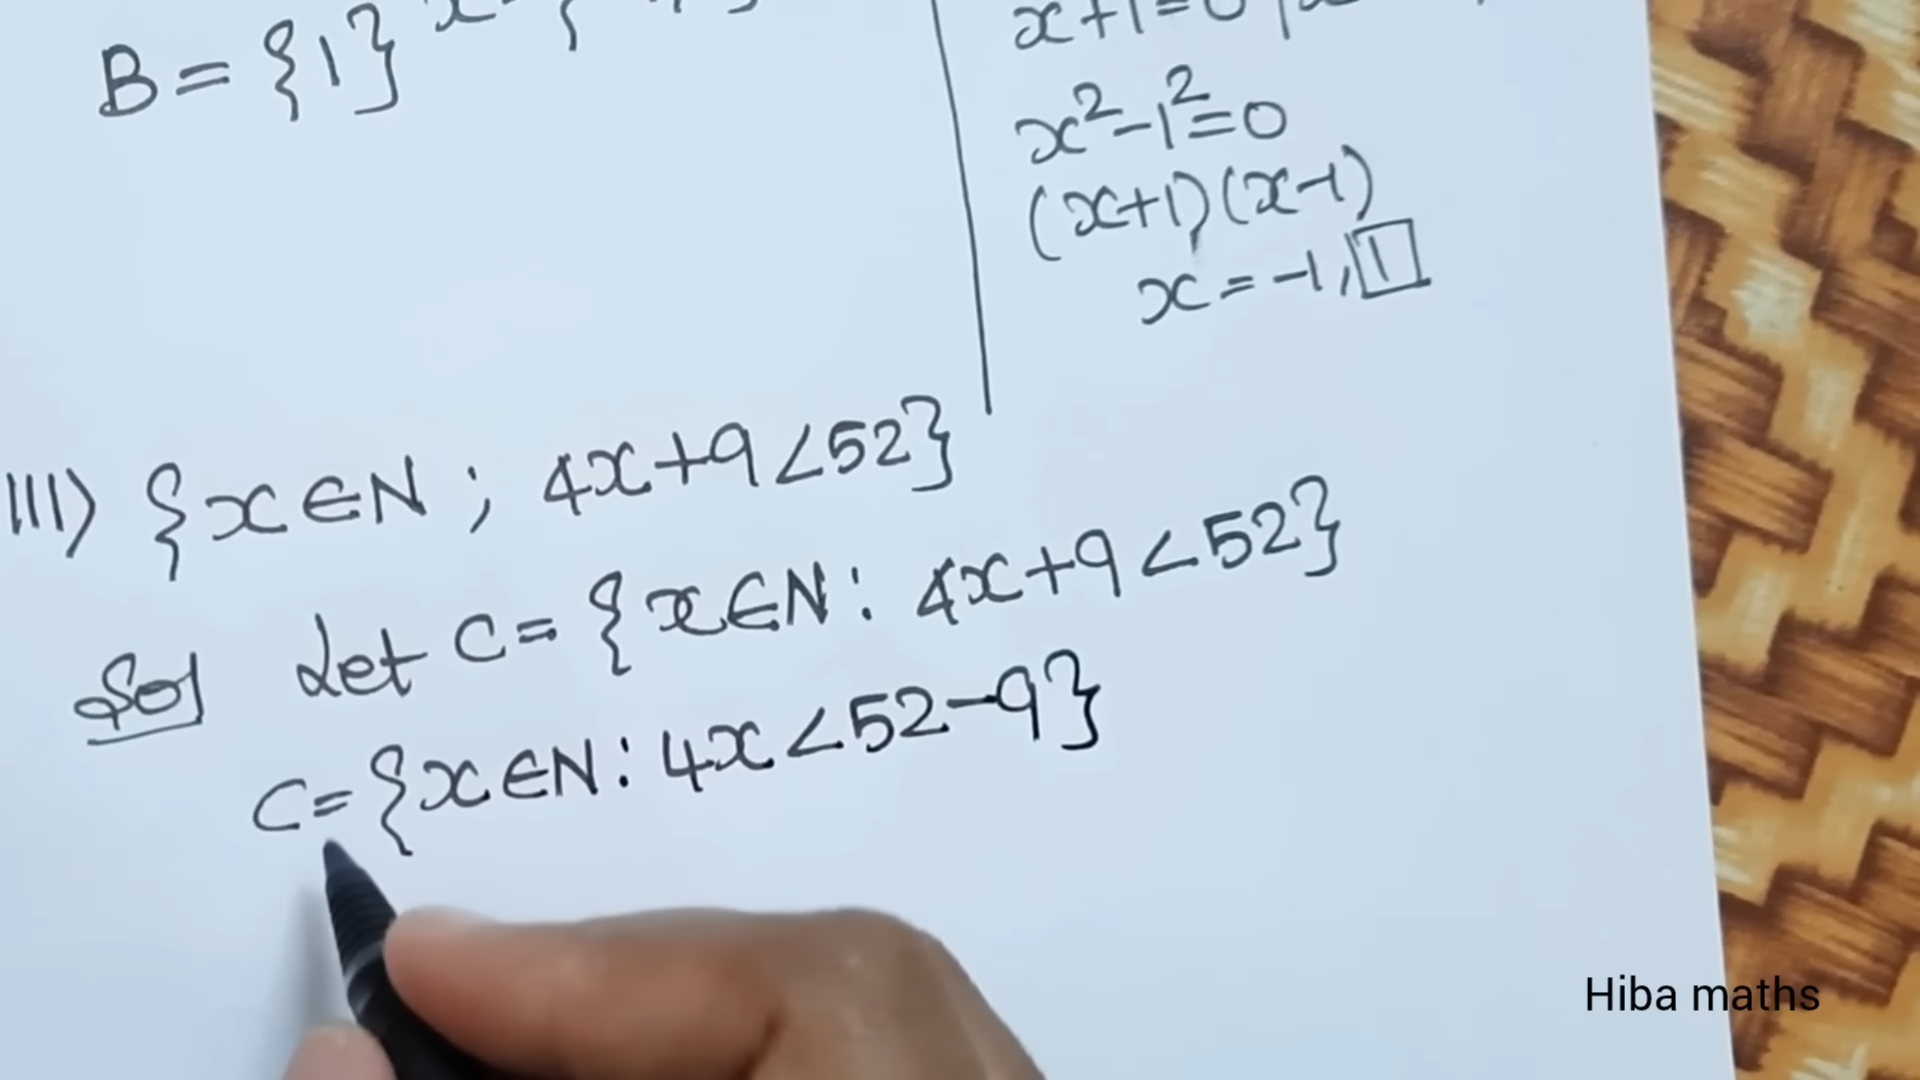 B = {1}
x+1=0
x²-1²=0
(x+1)(x-1)
x = -1, 1
III) {x∈N ; 4x+9<52}
Sol Let C = {x∈N : 4x+9<52}
C = {x∈N : 4x<52-9}
Hiba maths